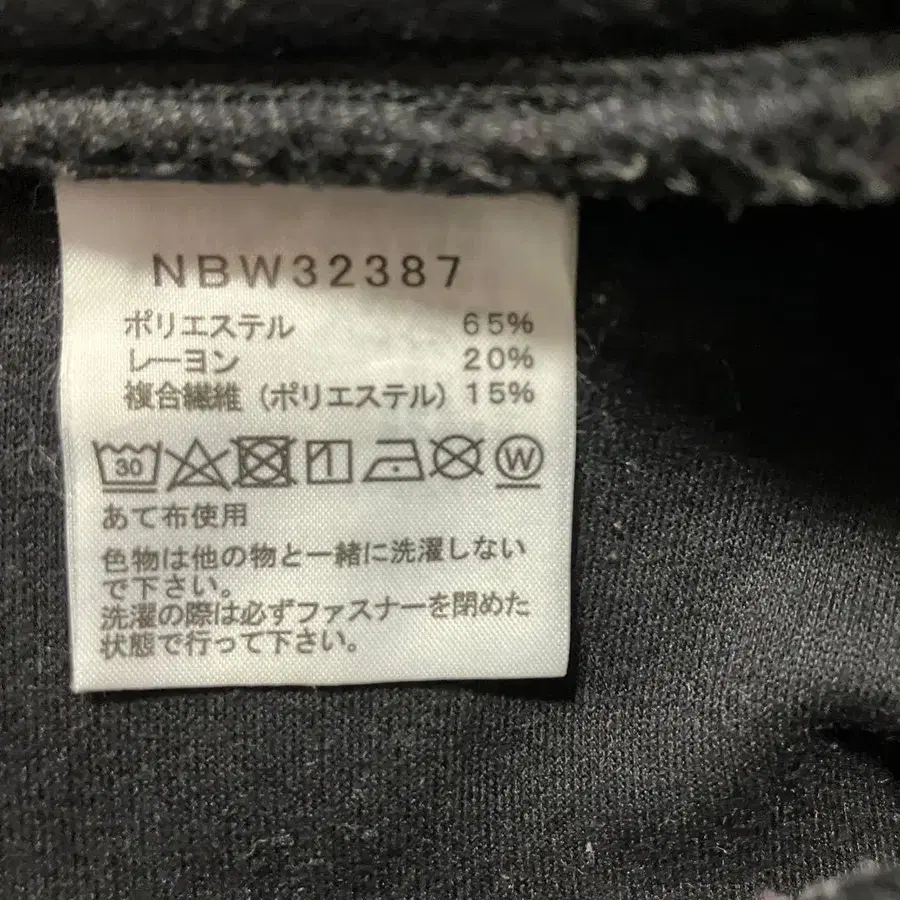 NBW32387
ポリエステル 65%
レーヨン 20%
複合繊維 (ポリエステル) 15%
30 W
あて布使用
色物は他の物と一緒に洗濯しない
で下さい。
洗濯の際は必ずファスナーを閉めた
状態で行って下さい。